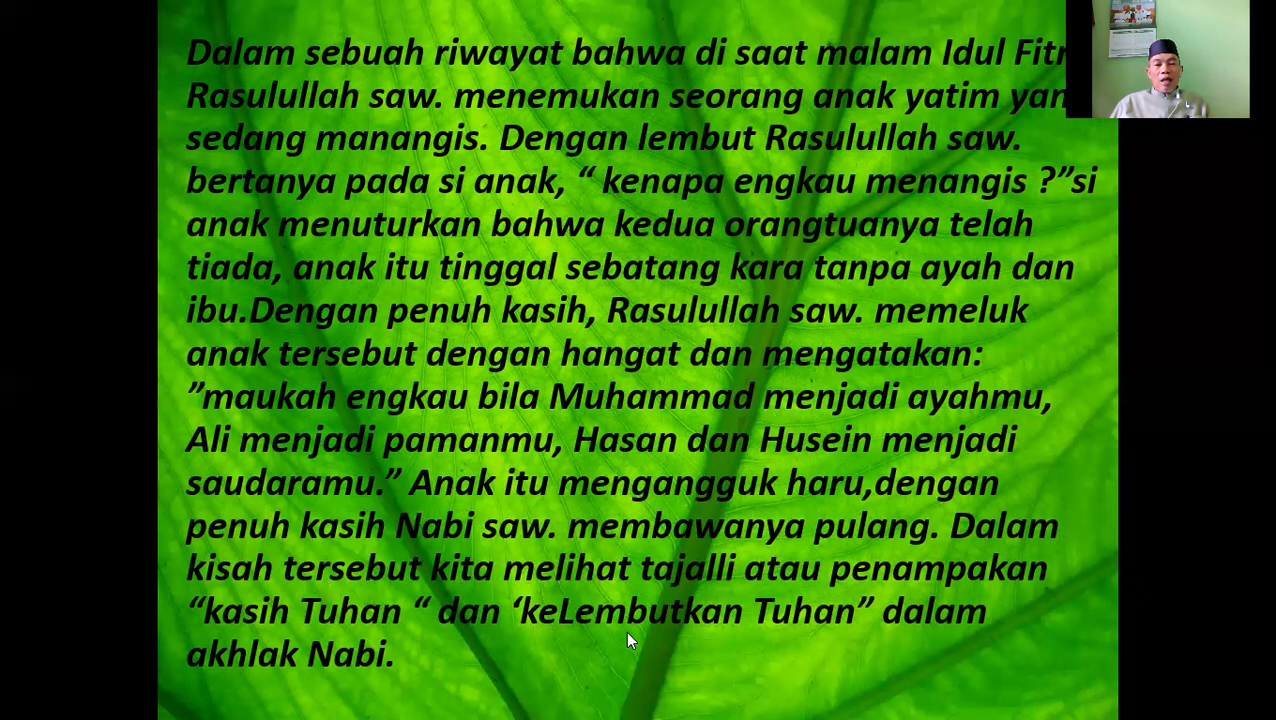 Dalam sebuah riwayat bahwa di saat malam Idul Fitr
Rasulullah saw. menemukan seorang anak yatim yan
sedang manangis. Dengan lembut Rasulullah saw.
bertanya pada si anak, “ kenapa engkau menangis ?”si
anak menuturkan bahwa kedua orangtuanya telah
tiada, anak itu tinggal sebatang kara tanpa ayah dan
ibu.Dengan penuh kasih, Rasulullah saw. memeluk
anak tersebut dengan hangat dan mengatakan:
”maukah engkau bila Muhammad menjadi ayahmu,
Ali menjadi pamanmu, Hasan dan Husein menjadi
saudaramu.” Anak itu mengangguk haru,dengan
penuh kasih Nabi saw. membawanya pulang. Dalam
kisah tersebut kita melihat tajalli atau penampakan
“kasih Tuhan “ dan ‘keLembutkan Tuhan” dalam
akhlak Nabi.